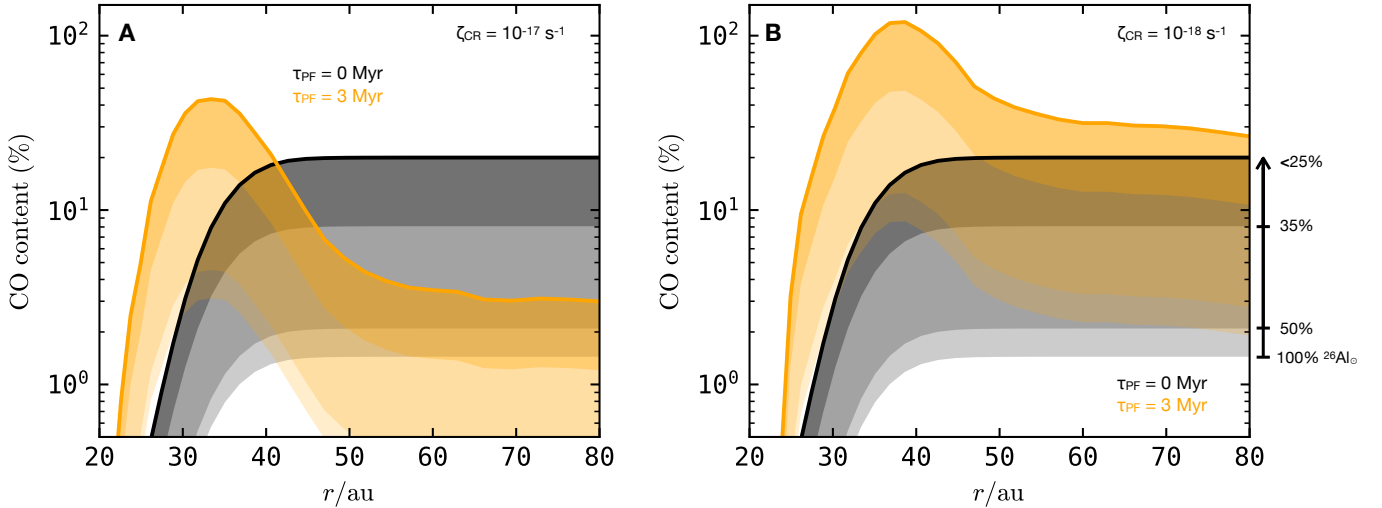 A
ζCR = 10-17 s-1
τPF = 0 Myr
τPF = 3 Myr
CO content (%)
10²
10¹
10⁰
20 30 40 50 60 70 80
r/au
B
ζCR = 10-18 s-1
CO content (%)
10²
10¹
10⁰
<25%
35%
50%
100% ²⁶Al☉
τPF = 0 Myr
τPF = 3 Myr
20 30 40 50 60 70 80
r/au